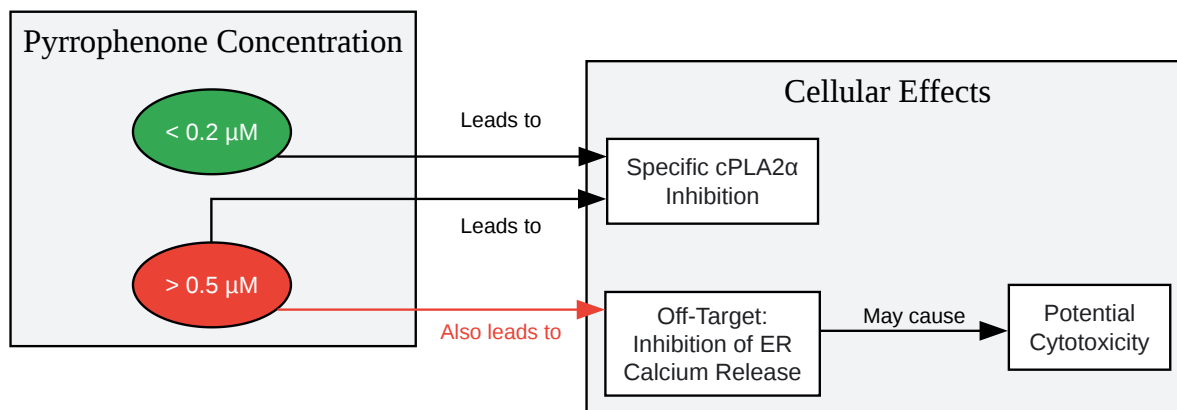 Pyrrophenone Concentration
< 0.2 µM
> 0.5 µM
Leads to
Leads to
Also leads to
Cellular Effects
Specific cPLA2α
Inhibition
Off-Target:
Inhibition of ER
Calcium Release
May cause
Potential
Cytotoxicity